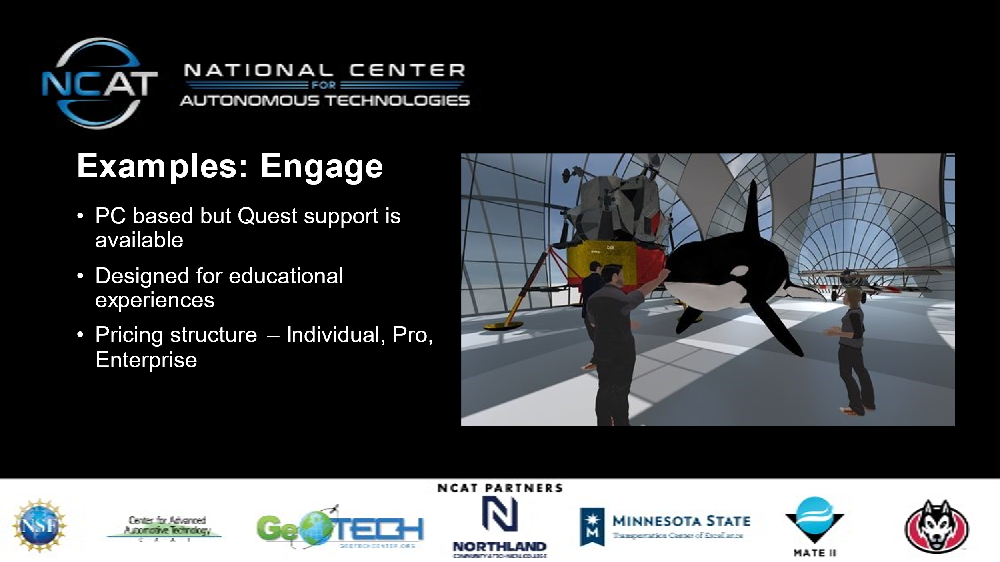 NCAT
NATIONAL CENTER
FOR
AUTONOMOUS TECHNOLOGIES
Examples: Engage
• PC based but Quest support is
available
• Designed for educational
experiences
• Pricing structure – Individual, Pro,
Enterprise
bill
NCAT PARTNERS
NSF
Center for Advanced
Automotive Technology
C A A T
GeoTECH
GEOTECHCENTER.ORG
N
NORTHLAND
COMMUNITY & TECHNICAL COLLEGE
M
MINNESOTA STATE
Transportation Center of Excellence
MATE II